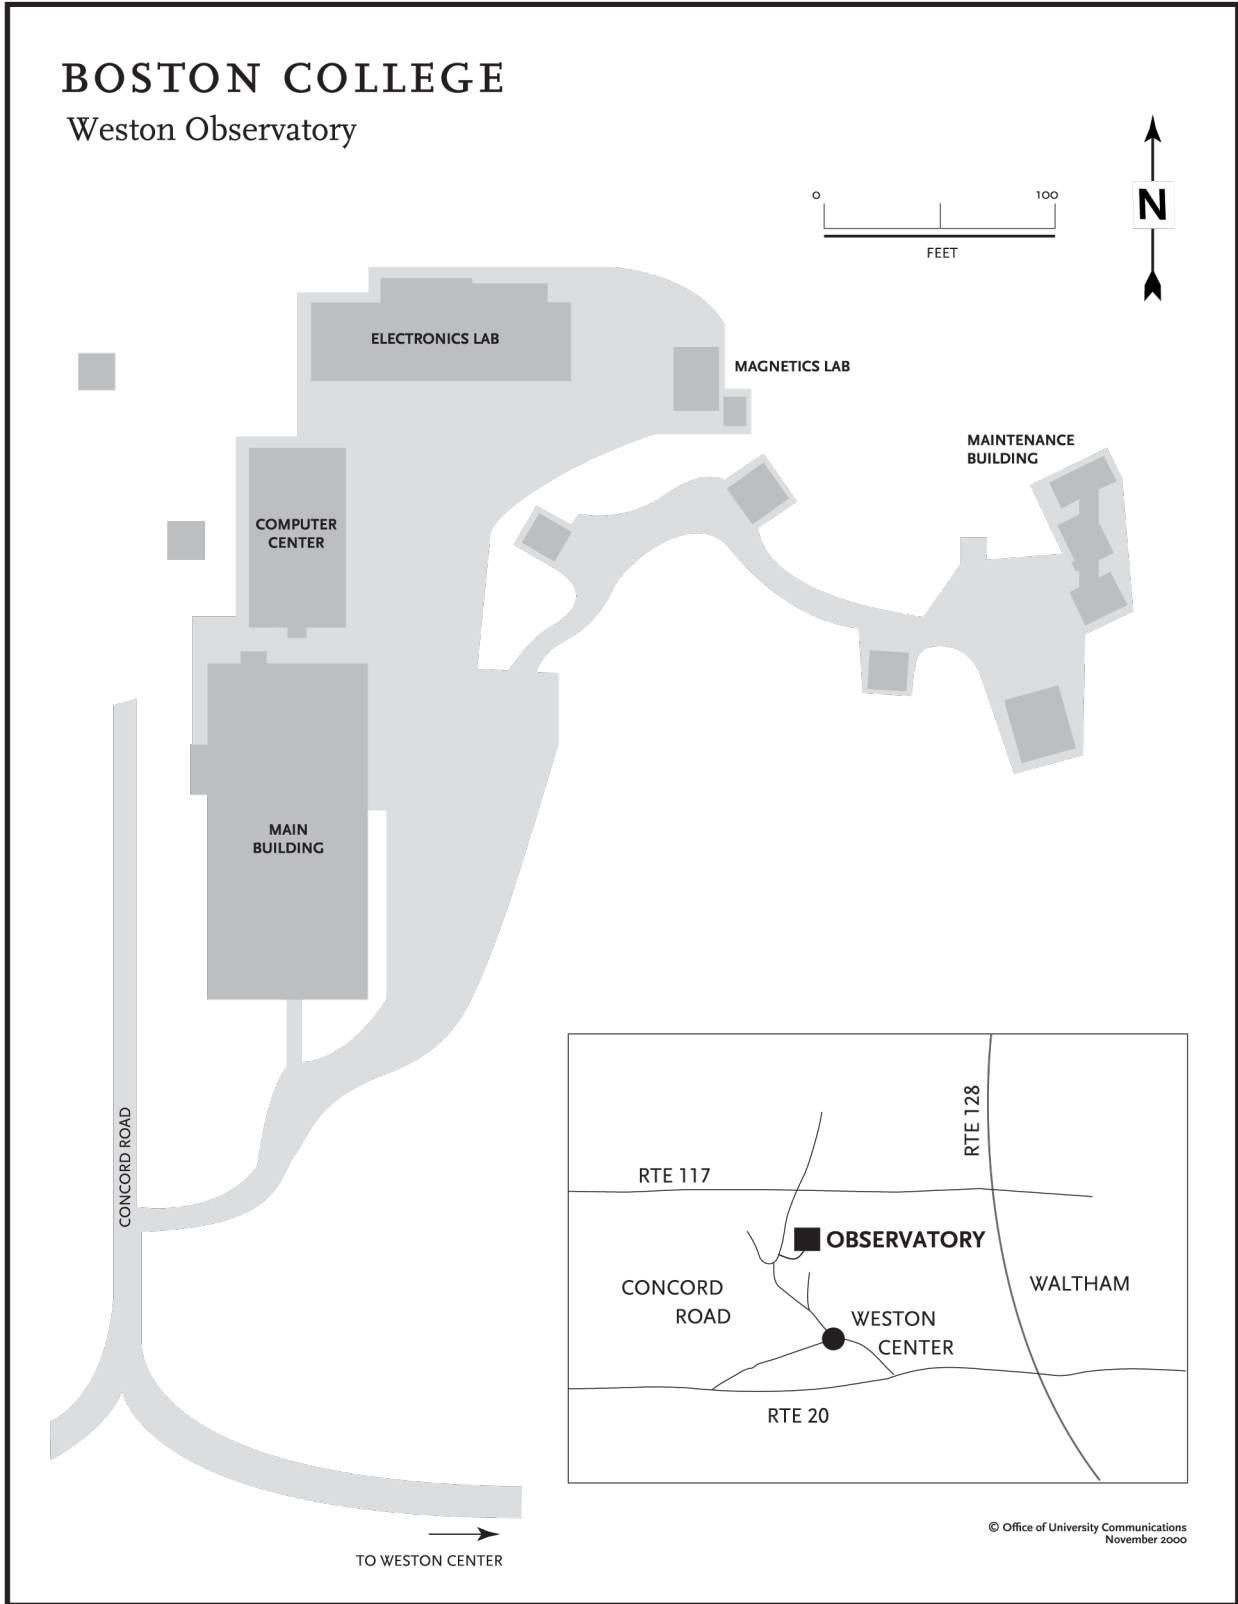 BOSTON COLLEGE
Weston Observatory
0 100
FEET
N
ELECTRONICS LAB
MAGNETICS LAB
MAINTENANCE
BUILDING
COMPUTER
CENTER
MAIN
BUILDING
CONCORD ROAD
RTE 128
RTE 117
OBSERVATORY
CONCORD
ROAD
WALTHAM
WESTON
CENTER
RTE 20
TO WESTON CENTER
© Office of University Communications
November 2000